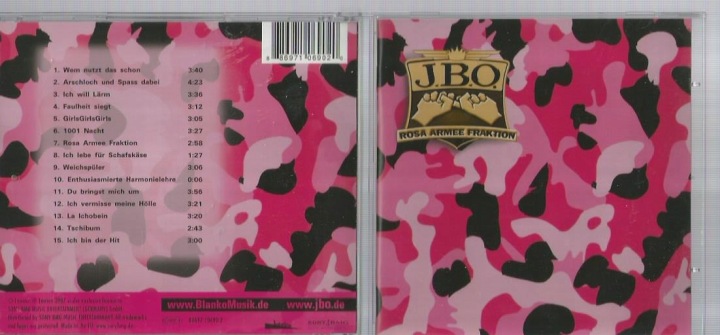 1. Wem nutzt das schon 3:40
2. Arschloch und Spass dabei 4:23
3. Ich will Lärm 3:36
4. Faulheit siegt 3:12
5. GirlsGirlsGirls 3:05
6. 1001 Nacht 3:27
7. Rosa Armee Fraktion 2:58
8. Ich lebe für Schafskäse 1:27
9. Weichspüler 3:06
10. Enthusiasmierte Harmonielehre 0:06
11. Du bringst mich um 3:56
12. Ich vermisse meine Hölle 3:21
13. La Ichobein 3:20
14. Tschibum 2:43
15. Ich bin der Hit 3:00
www.BlankoMusik.de www.jbo.de
J.B.O.
ROSA ARMEE FRAKTION